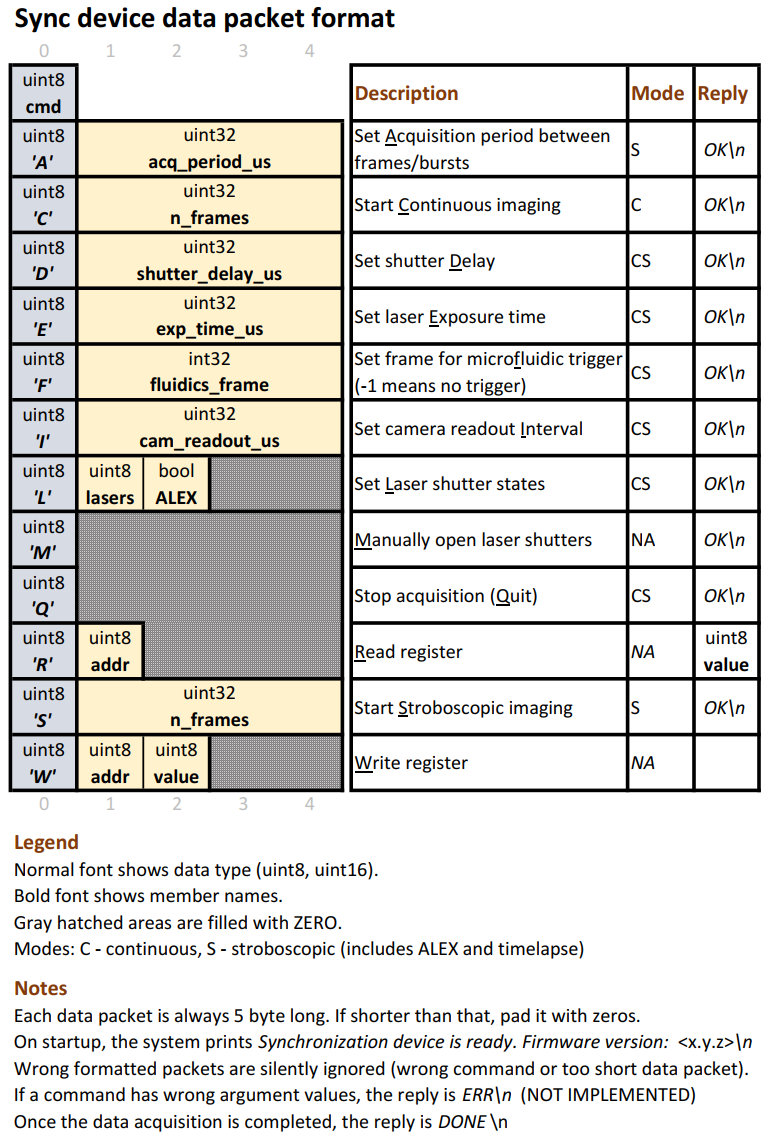 Sync device data packet format
0 1 2 3 4
uint8
cmd
Description Mode Reply
uint8 uint32
'A' acq_period_us
Set Acquisition period between
frames/bursts
S OK\n
uint8 uint32
'C' n_frames
Start Continuous imaging C OK\n
uint8 uint32
'D' shutter_delay_us
Set shutter Delay CS OK\n
uint8 uint32
'E' exp_time_us
Set laser Exposure time CS OK\n
uint8 int32
'F' fluidics_frame
Set frame for microfluidic trigger
(-1 means no trigger)
CS OK\n
uint8 uint32
'I' cam_readout_us
Set camera readout Interval CS OK\n
uint8 uint8 bool
'L' lasers ALEX
Set Laser shutter states CS OK\n
uint8
'M'
Manually open laser shutters NA OK\n
uint8
'Q'
Stop acquisition (Quit) CS OK\n
uint8 uint8
'R' addr
Read register NA
uint8
value
uint8 uint32
'S' n_frames
Start Stroboscopic imaging S OK\n
uint8 uint8 uint8
'W' addr value
Write register NA
0 1 2 3 4
Legend
Normal font shows data type (uint8, uint16).
Bold font shows member names.
Gray hatched areas are filled with ZERO.
Modes: C - continuous, S - stroboscopic (includes ALEX and timelapse)
Notes
Each data packet is always 5 byte long. If shorter than that, pad it with zeros.
On startup, the system prints Synchronization device is ready. Firmware version: <x.y.z>\n
Wrong formatted packets are silently ignored (wrong command or too short data packet).
If a command has wrong argument values, the reply is ERR\n (NOT IMPLEMENTED)
Once the data acquisition is completed, the reply is DONE \n